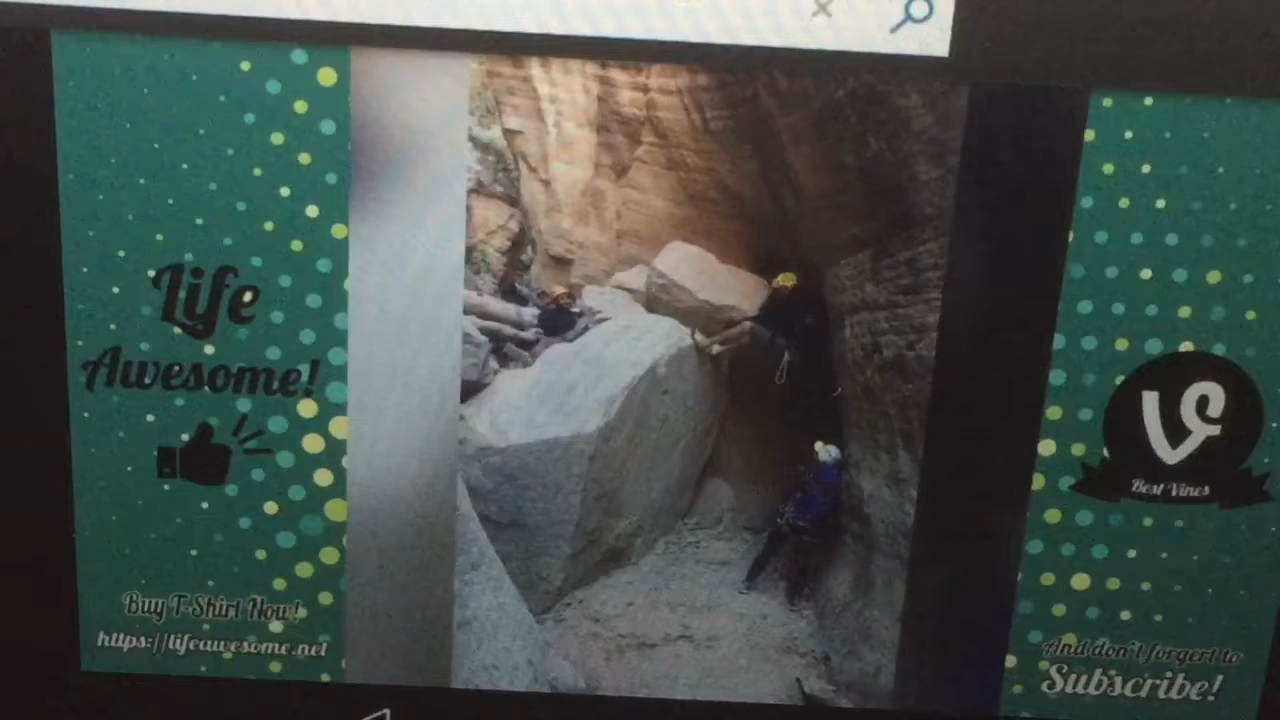 Life
Awesome!
Buy T-Shirt Now!
https://lifeawesome.net
Best Vines
And don't forgert to
Subscribe!